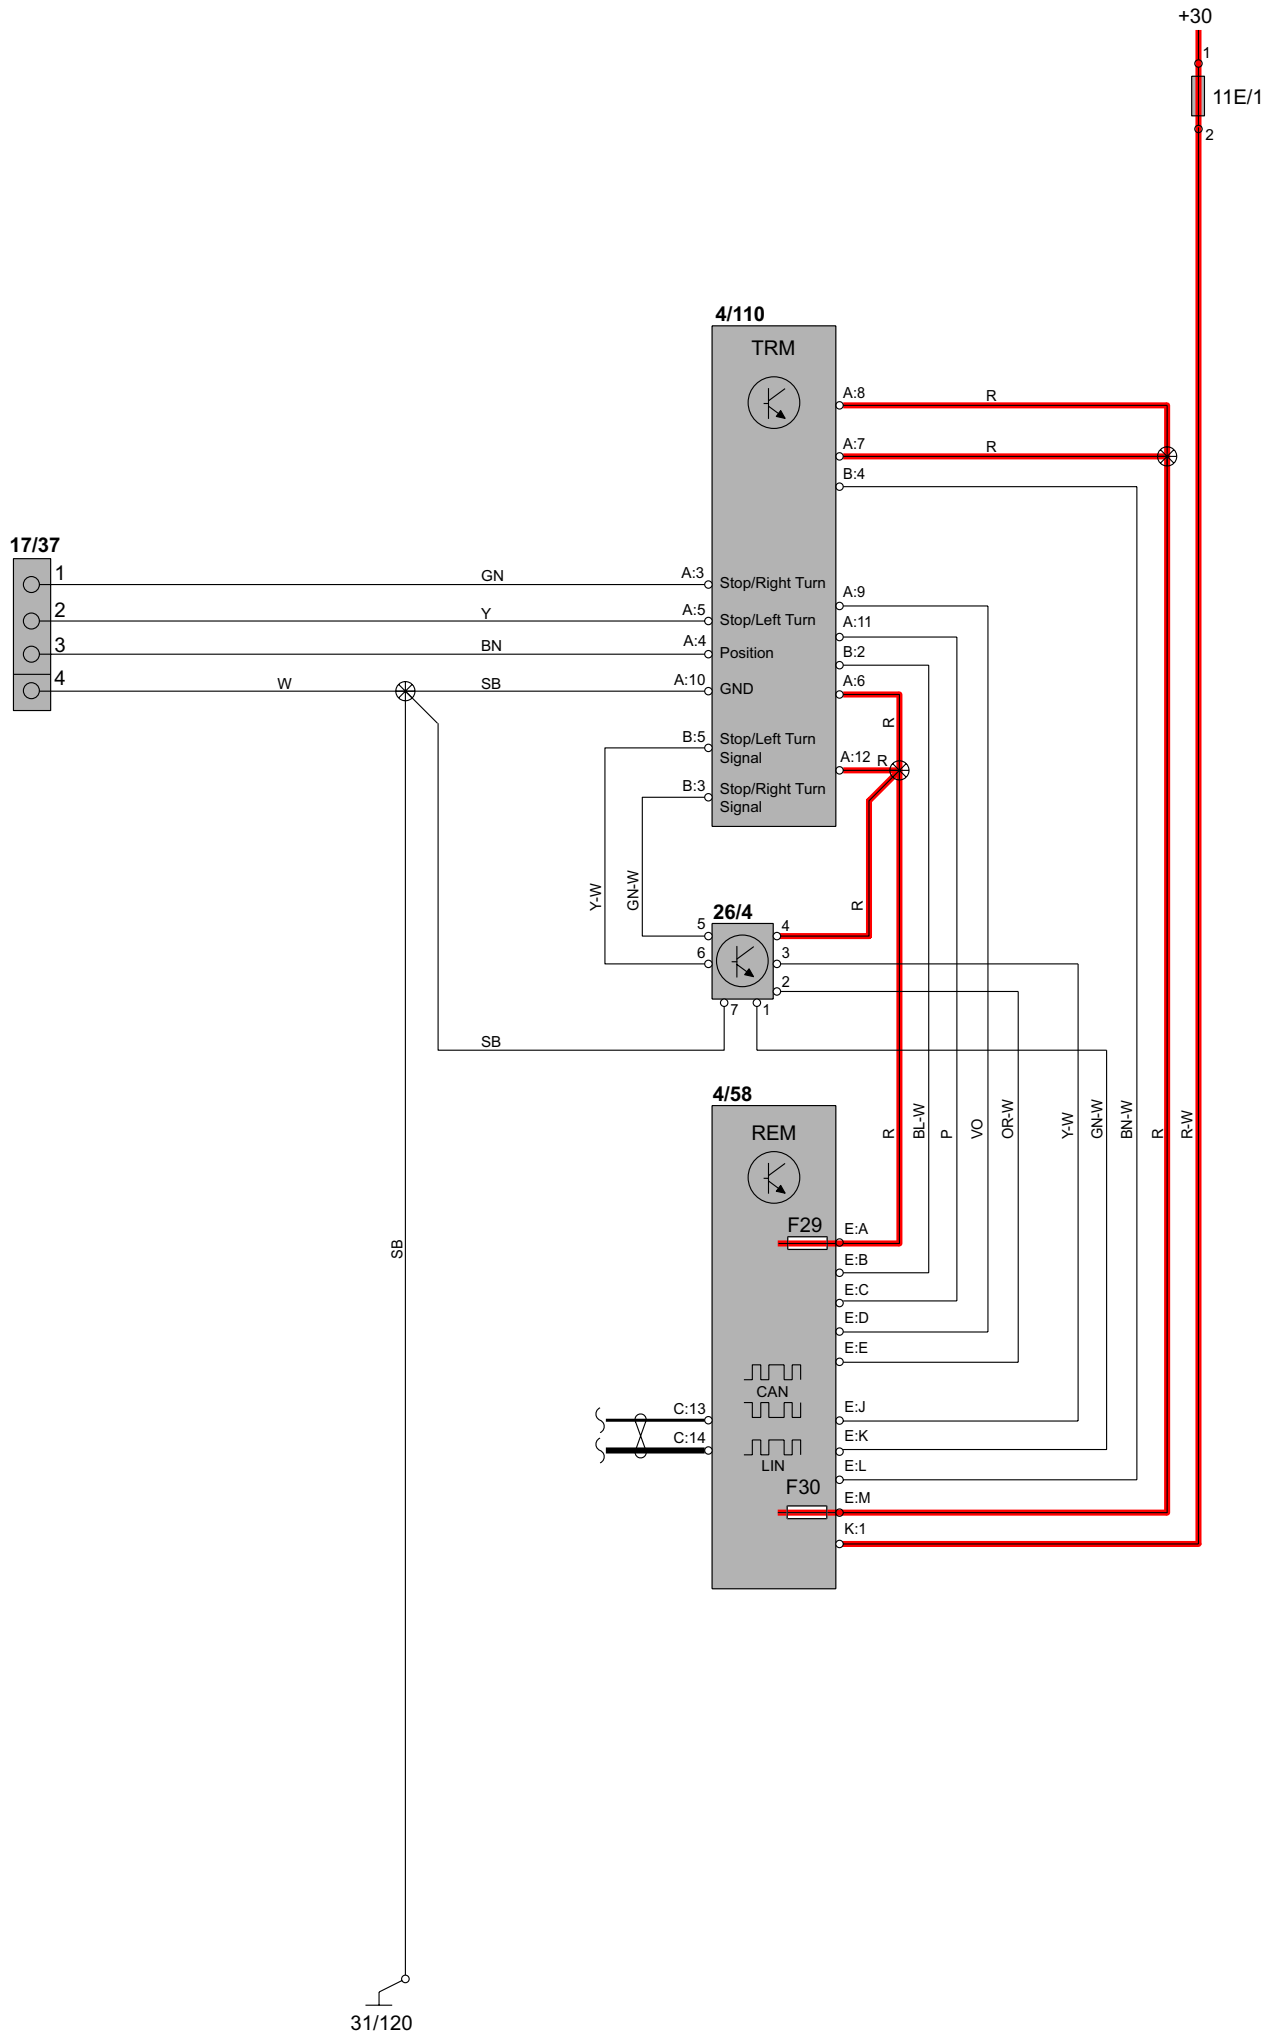 +30
1
11E/1
2
4/110
TRM
A:8
R
A:7
R
B:4
17/37
1
GN
A:3
Stop/Right Turn
A:9
2
Y
A:5
Stop/Left Turn
A:11
3
BN
A:4
Position
B:2
4
W
SB
A:10
GND
A:6
R
B:5
Stop/Left Turn
Signal
A:12
R
B:3
Stop/Right Turn
Signal
Y-W
GN-W
R
26/4
5
4
6
3
2
7
1
SB
4/58
REM
R
BL-W
P
VO
OR-W
Y-W
GN-W
BN-W
R
R-W
F29
E:A
SB
E:B
E:C
E:D
E:E
CAN
C:13
E:J
C:14
E:K
LIN
E:L
F30
E:M
K:1
31/120